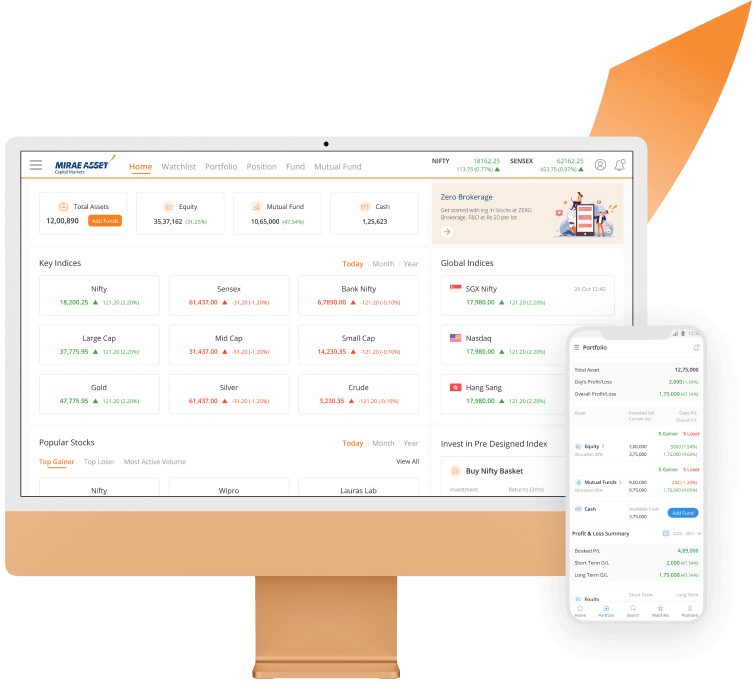 MIRAE ASSET
Capital Markets
Home Watchlist Portfolio Position Fund Mutual Fund
NIFTY 18162.25 SENSEX 62162.25
113.75 (0.77%) ▲ 453.75 (0.97%) ▲
Total Assets
12,00,890 Add Funds
Equity
35,37,162 (31.25%)
Mutual Fund
10,65,000 (47.54%)
Cash
1,25,623
Zero Brokerage
Get started with ing in Stocks at ZERO
Brokerage. F&O at Rs 20 per lot
Key Indices Today Month Year
Nifty
18,200.25 ▲ 121.20 (2.20%)
Sensex
61,437.00 ▲ -31.20 (-1.20%)
Bank Nifty
6,7890.00 ▲ -121.20 (-0.10%)
Large Cap
37,775.95 ▲ 121.20 (2.20%)
Mid Cap
31,437.00 ▲ -31.20 (-1.20%)
Small Cap
14,230.35 ▲ -121.20 (-0.10%)
Gold
47,775.95 ▲ 121.20 (2.20%)
Silver
61,437.00 ▲ -31.20 (-1.20%)
Crude
3,230.35 ▲ -121.20 (-0.10%)
Global Indices
SGX Nifty 26 Oct 12:40
17,980.00 ▲ 121.20 (2.20%)
Nasdaq
17,980.00 ▲ 121.20 (2.20%)
Hang Sang
17,980.00 ▲ 121.20 (2.20%)
Popular Stocks Today Month Year
Top Gainer Top Loser Most Active Volume View All
Nifty Wipro Lauras Lab
Invest in Pre Designed Index
Buy Nifty Basket
Investment Returns (3Yrs)
Portfolio
Total Asset 12,75,000
Day's Profit/Loss 2,000 (1.54%)
Overall Profit/Loss 1,75,000 (47.54%)
Asset Invested Val Days P/L
Current Val Overall P/L
5 Gainer 5 Loser
Equity > 2,00,000 5000 (7.54%)
Allocation 20% 3,75,000 1,75,000 (4.66%)
5 Gainer 5 Loser
Mutual Funds > 9,00,000 -234 (-1.20%)
9,75,000 1,75,000 (4.66%)
Cash Available Cash
3,75,000 Add Fund
Profit & Loss Summary 2020 - 2021
Booked P/L 4,89,000
Short Term G/L 2,000 (47.54%)
Long Term G/L 1,75,000 (47.54%)
Short Term Long Term
Equity
Home Portfolio Search Watchlist Positions